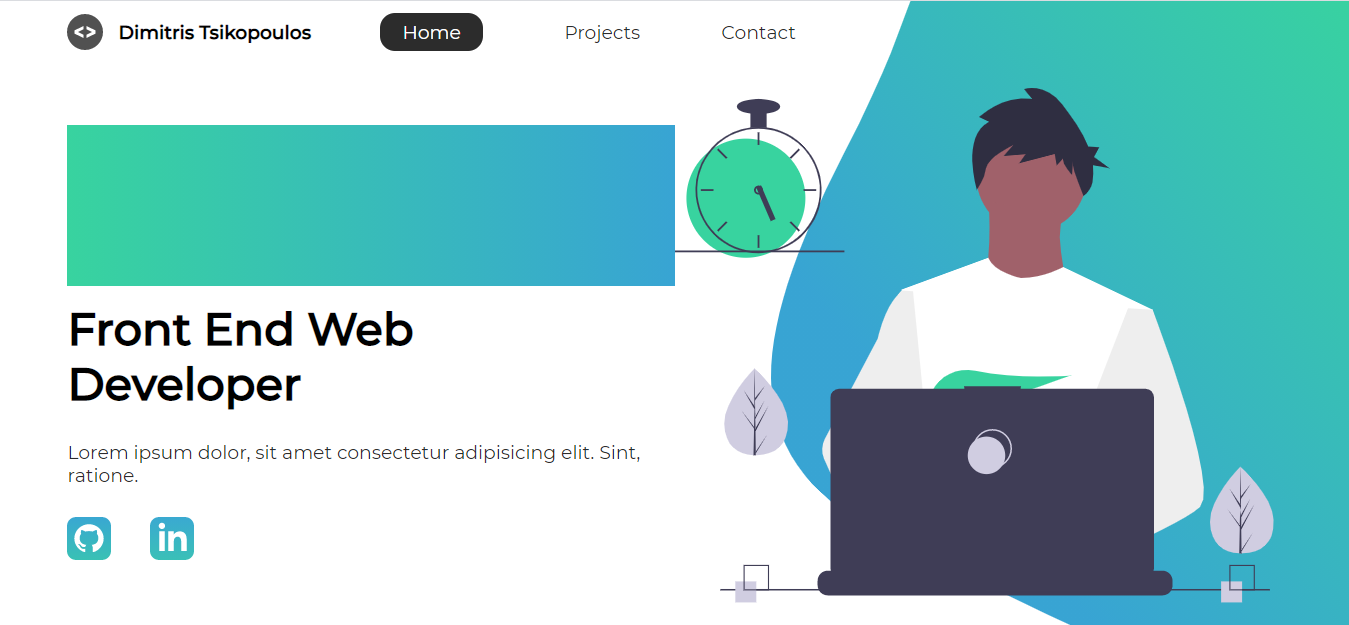 <> Dimitris Tsikopoulos Home Projects Contact
Front End Web
Developer
Lorem ipsum dolor, sit amet consectetur adipisicing elit. Sint,
ratione.
in